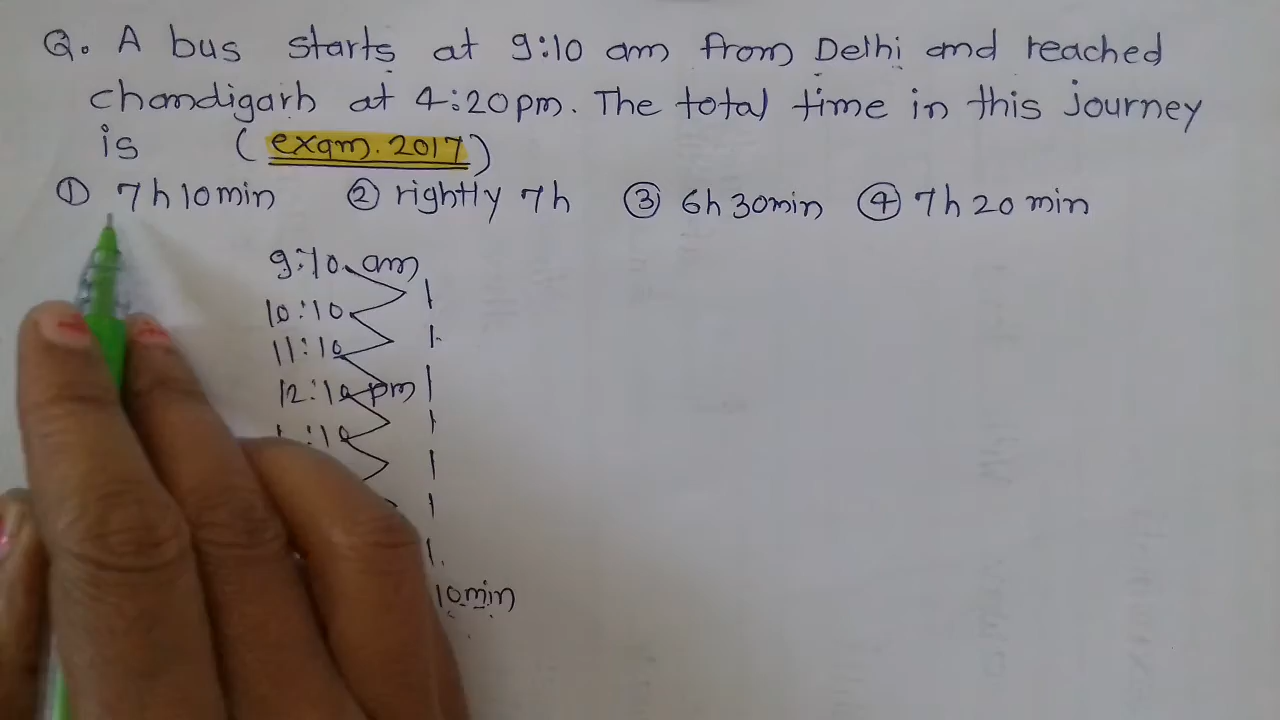 Q. A bus starts at 9:10 am from Delhi and reached
chandigarh at 4:20pm. The total time in this journey
is (exam. 2017)
① 7h 10min ② rightly 7h ③ 6h 30min ④ 7h 20 min
9:10 am
1
10:10
1
11:10
12:10 pm 1
:10 1
1
1
1
10min